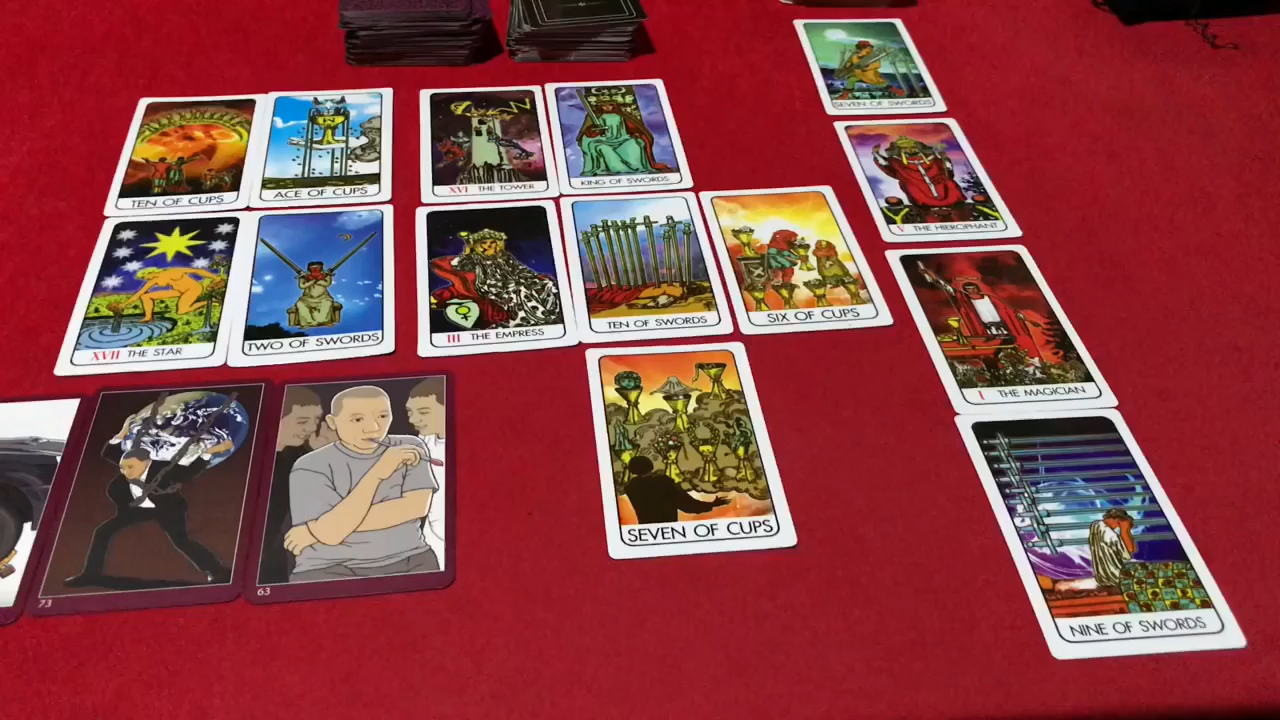 SEVEN OF SWORDS
TEN OF CUPS
ACE OF CUPS
XVI THE TOWER
KING OF SWORDS
V THE HIEROPHANT
XVII THE STAR
TWO OF SWORDS
III THE EMPRESS
TEN OF SWORDS
SIX OF CUPS
I THE MAGICIAN
SEVEN OF CUPS
NINE OF SWORDS
73
63